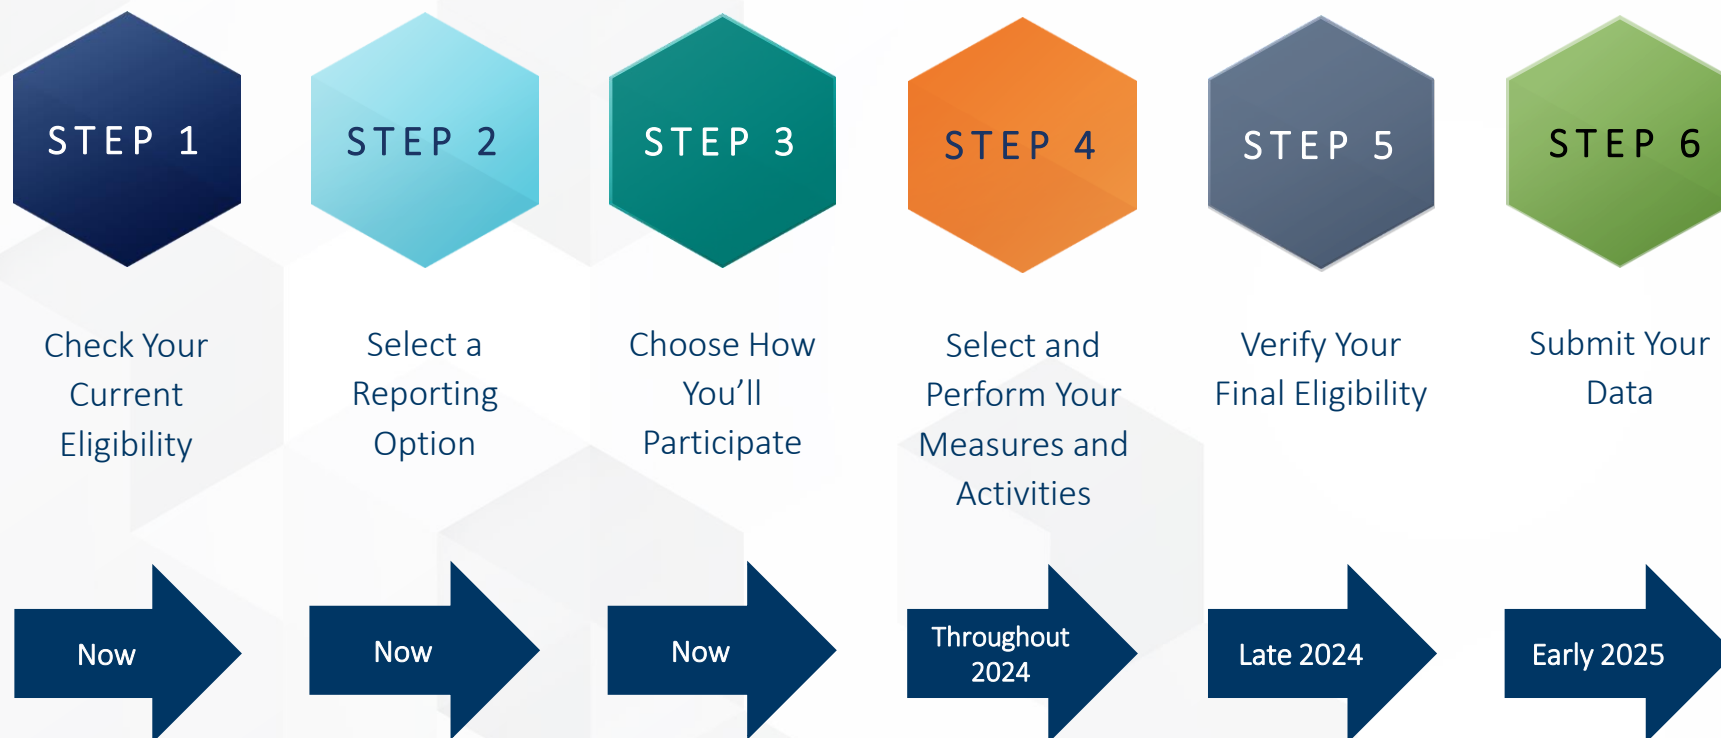 STEP 1
STEP 2
STEP 3
STEP 4
STEP 5
STEP 6
Check Your
Current
Eligibility
Select a
Reporting
Option
Choose How
You’ll
Participate
Select and
Perform Your
Measures and
Activities
Verify Your
Final Eligibility
Submit Your
Data
Now
Now
Now
Throughout
2024
Late 2024
Early 2025